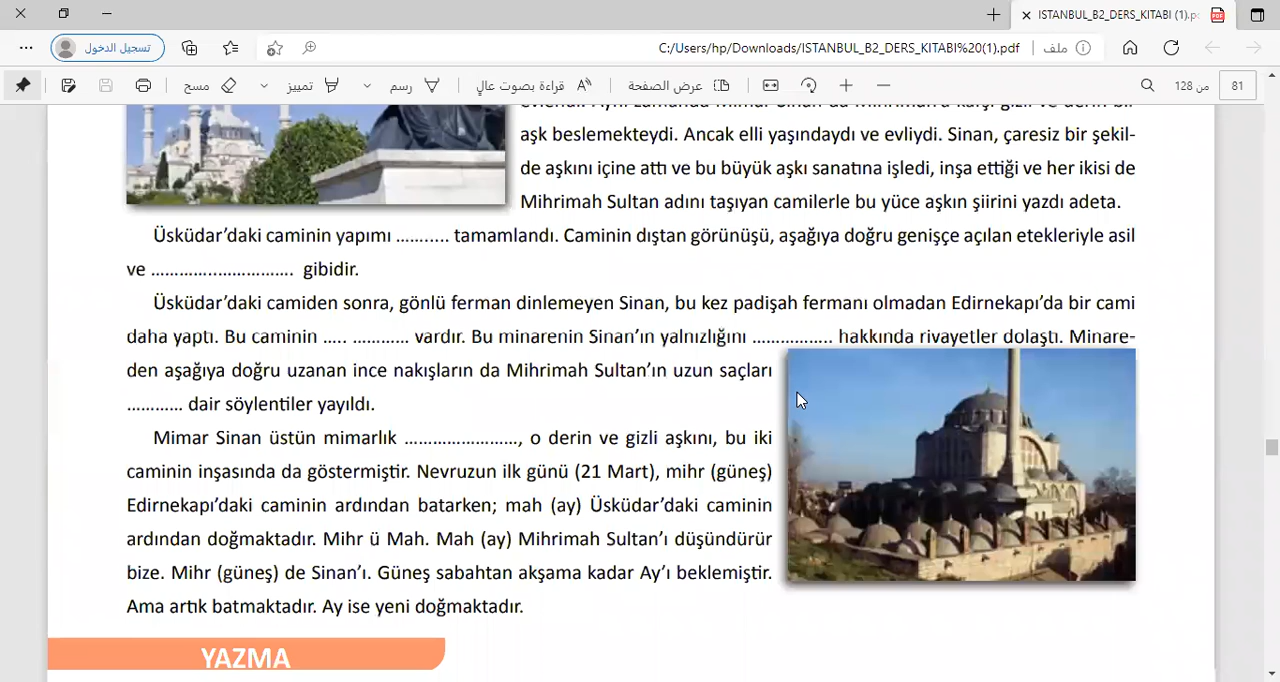 ISTANBUL_B2_DERS_KITABI (1).pc
تسجيل الدخول
C:/Users/hp/Downloads/ISTANBUL_B2_DERS_KITABI%20(1).pdf
ملف
مسح
تمييز
رسم
قراءة بصوت عالٍ
عرض الصفحة
من 128
81
aşk beslemekteydi. Ancak elli yaşındaydı ve evliydi. Sinan, çaresiz bir şekil-
de aşkını içine attı ve bu büyük aşkı sanatına işledi, inşa ettiği ve her ikisi de
Mihrimah Sultan adını taşıyan camilerle bu yüce aşkın şiirini yazdı adeta.
Üsküdar’daki caminin yapımı ........... tamamlandı. Caminin dıştan görünüşü, aşağıya doğru genişçe açılan etekleriyle asil
ve ............................. gibidir.
Üsküdar’daki camiden sonra, gönlü ferman dinlemeyen Sinan, bu kez padişah fermanı olmadan Edirnekapı’da bir cami
daha yaptı. Bu caminin ..... ............ vardır. Bu minarenin Sinan’ın yalnızlığını ................. hakkında rivayetler dolaştı. Minare-
den aşağıya doğru uzanan ince nakışların da Mihrimah Sultan’ın uzun saçları
............ dair söylentiler yayıldı.
Mimar Sinan üstün mimarlık ........................, o derin ve gizli aşkını, bu iki
caminin inşasında da göstermiştir. Nevruzun ilk günü (21 Mart), mihr (güneş)
Edirnekapı’daki caminin ardından batarken; mah (ay) Üsküdar’daki caminin
ardından doğmaktadır. Mihr ü Mah. Mah (ay) Mihrimah Sultan’ı düşündürür
bize. Mihr (güneş) de Sinan’ı. Güneş sabahtan akşama kadar Ay’ı beklemiştir.
Ama artık batmaktadır. Ay ise yeni doğmaktadır.
YAZMA